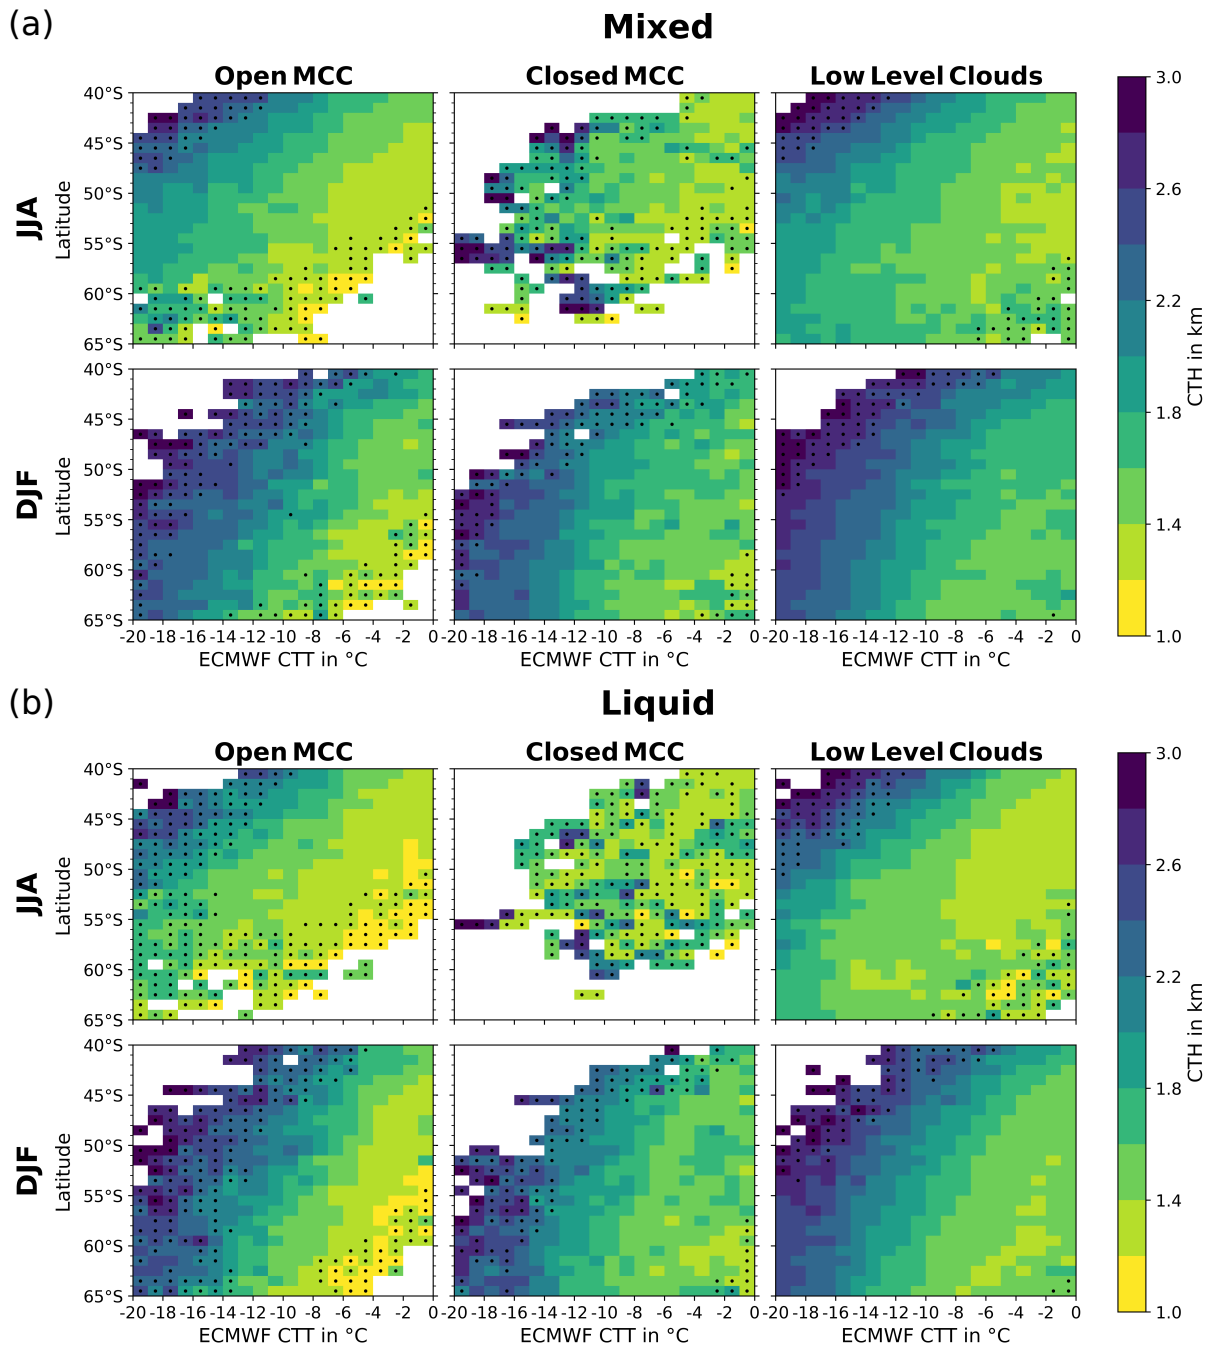 (a)
Mixed
Open MCC
Closed MCC
Low Level Clouds
JJA
Latitude
40°S
45°S
50°S
55°S
60°S
65°S
DJF
Latitude
40°S
45°S
50°S
55°S
60°S
65°S
-20 -18 -16 -14 -12 -10 -8 -6 -4 -2 0
-20 -18 -16 -14 -12 -10 -8 -6 -4 -2 0
-20 -18 -16 -14 -12 -10 -8 -6 -4 -2 0
ECMWF CTT in °C
ECMWF CTT in °C
ECMWF CTT in °C
3.0
2.6
2.2
1.8
1.4
1.0
CTH in km
(b)
Liquid
Open MCC
Closed MCC
Low Level Clouds
JJA
Latitude
40°S
45°S
50°S
55°S
60°S
65°S
DJF
Latitude
40°S
45°S
50°S
55°S
60°S
65°S
-20 -18 -16 -14 -12 -10 -8 -6 -4 -2 0
-20 -18 -16 -14 -12 -10 -8 -6 -4 -2 0
-20 -18 -16 -14 -12 -10 -8 -6 -4 -2 0
ECMWF CTT in °C
ECMWF CTT in °C
ECMWF CTT in °C
3.0
2.6
2.2
1.8
1.4
1.0
CTH in km